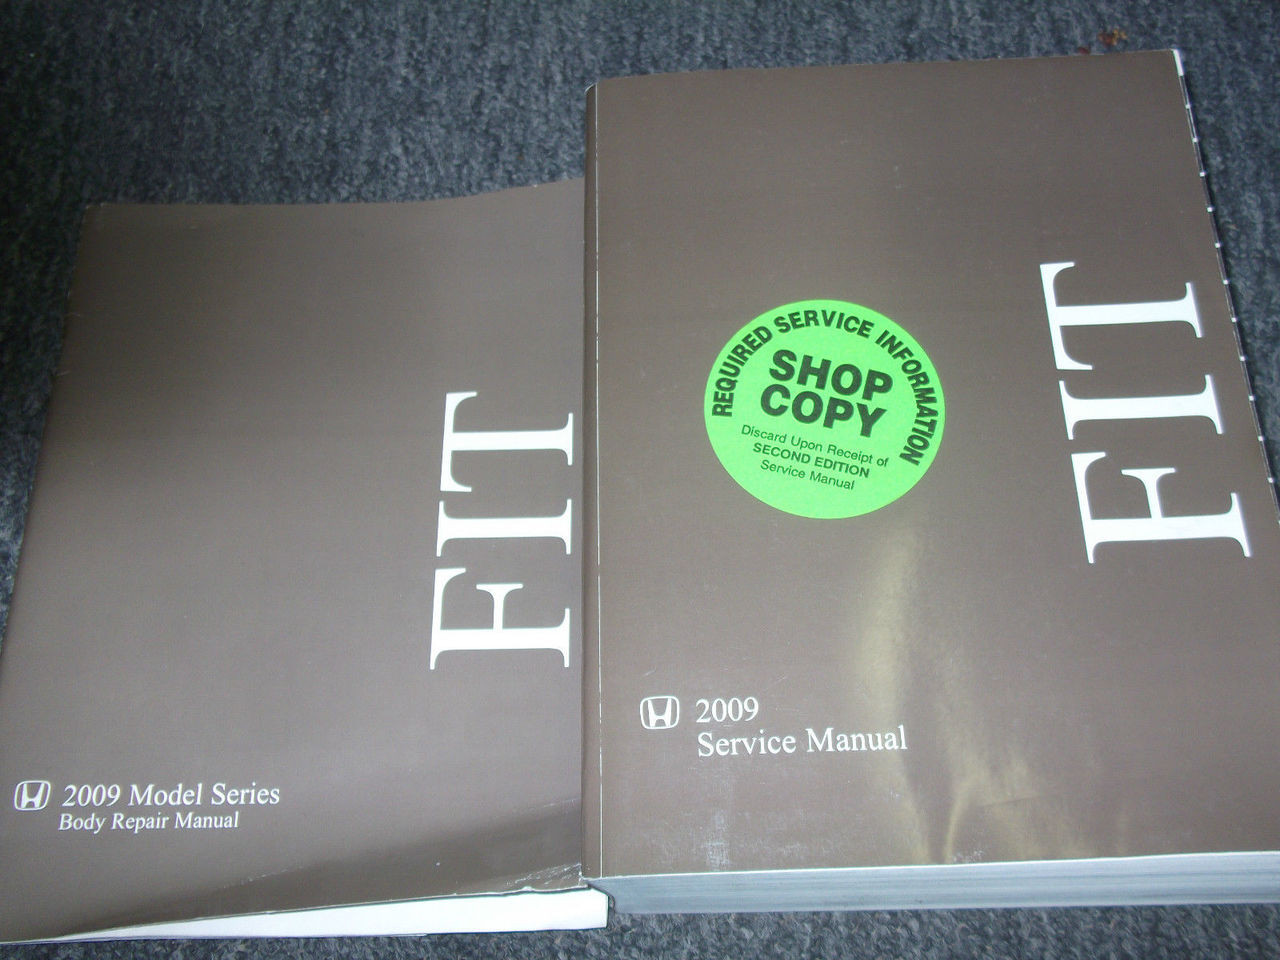 FIT
2009 Model Series
Body Repair Manual
FIT
REQUIRED SERVICE INFORMATION
SHOP
COPY
Discard Upon Receipt of
SECOND EDITION
Service Manual
2009
Service Manual